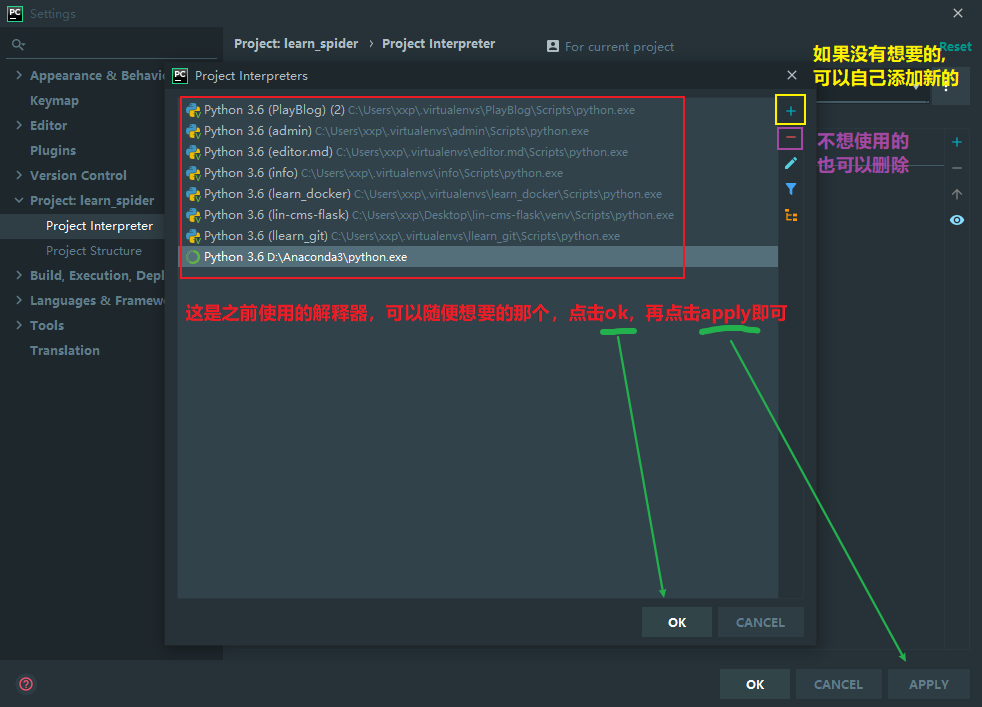 PC Settings
Project: learn_spider › Project Interpreter
For current project
Reset
Appearance & Behavi
Keymap
Editor
Plugins
Version Control
Project: learn_spider
Project Interpreter
Project Structure
Build, Execution, Depl
Languages & Framew
Tools
Translation
PC Project Interpreters
如果没有想要的,
可以自己添加新的
不想使用的
也可以删除
Python 3.6 (PlayBlog) (2) C:\Users\xxp\.virtualenvs\PlayBlog\Scripts\python.exe
Python 3.6 (admin) C:\Users\xxp\.virtualenvs\admin\Scripts\python.exe
Python 3.6 (editor.md) C:\Users\xxp\.virtualenvs\editor.md\Scripts\python.exe
Python 3.6 (info) C:\Users\xxp\.virtualenvs\info\Scripts\python.exe
Python 3.6 (learn_docker) C:\Users\xxp\.virtualenvs\learn_docker\Scripts\python.exe
Python 3.6 (lin-cms-flask) C:\Users\xxp\Desktop\lin-cms-flask\venv\Scripts\python.exe
Python 3.6 (llearn_git) C:\Users\xxp\.virtualenvs\llearn_git\Scripts\python.exe
Python 3.6 D:\Anaconda3\python.exe
这是之前使用的解释器，可以随便想要的那个，点击ok，再点击apply即可
OK CANCEL
OK CANCEL APPLY